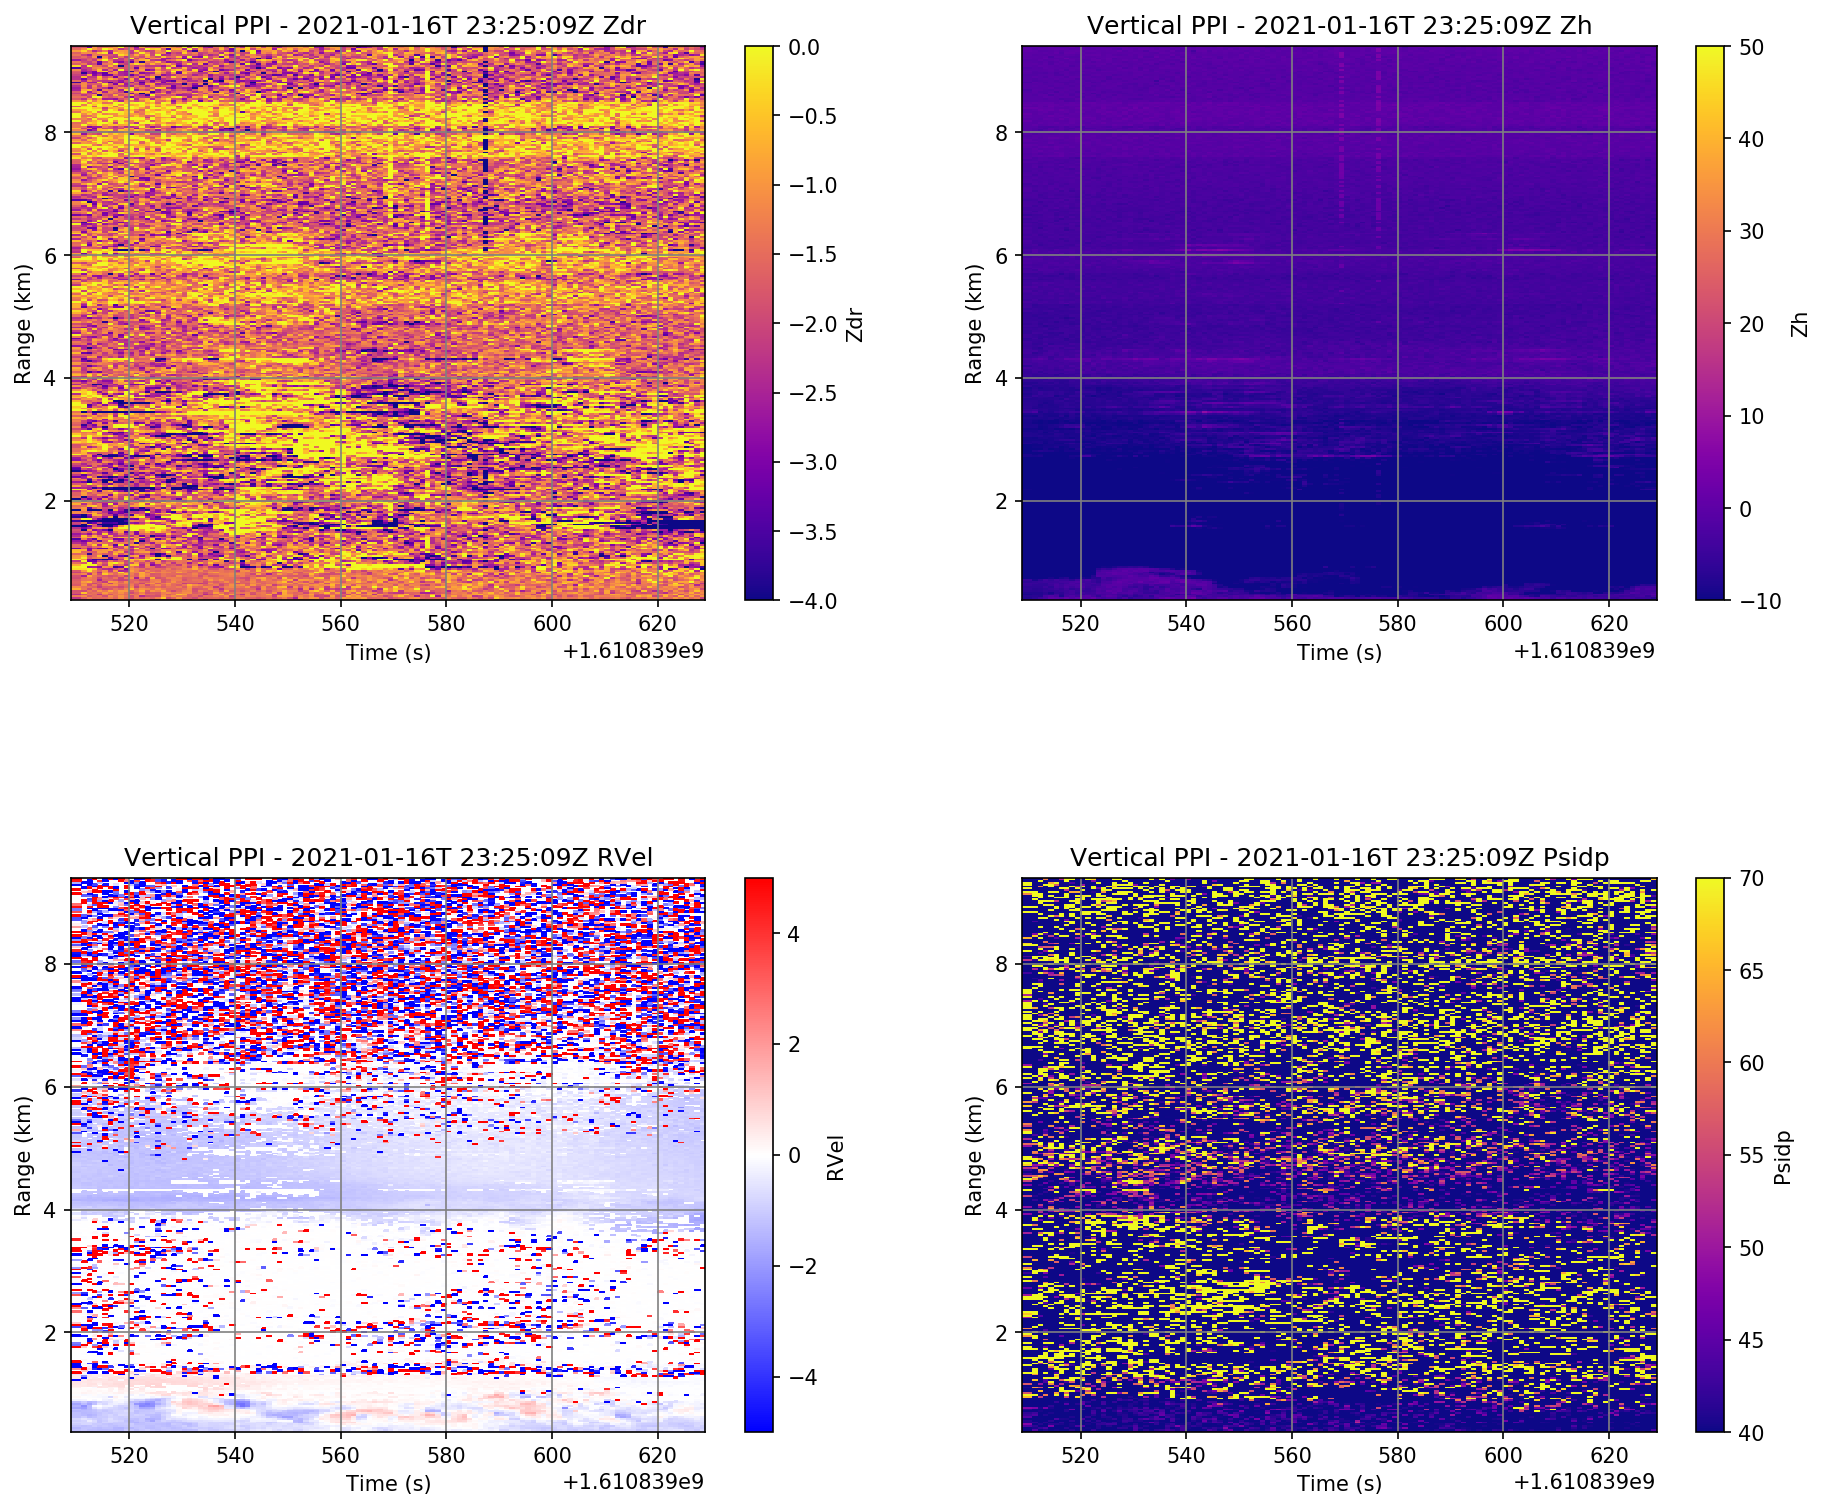 Vertical PPI - 2021-01-16T 23:25:09Z Zdr
Range (km)
8
6
4
2
520 540 560 580 600 620
Time (s)
+1.610839e9
0.0
−0.5
−1.0
−1.5
−2.0
−2.5
−3.0
−3.5
−4.0
Zdr
Vertical PPI - 2021-01-16T 23:25:09Z Zh
Range (km)
8
6
4
2
520 540 560 580 600 620
Time (s)
+1.610839e9
50
40
30
20
10
0
−10
Zh
Vertical PPI - 2021-01-16T 23:25:09Z RVel
Range (km)
8
6
4
2
520 540 560 580 600 620
Time (s)
+1.610839e9
4
2
0
−2
−4
RVel
Vertical PPI - 2021-01-16T 23:25:09Z Psidp
Range (km)
8
6
4
2
520 540 560 580 600 620
Time (s)
+1.610839e9
70
65
60
55
50
45
40
Psidp